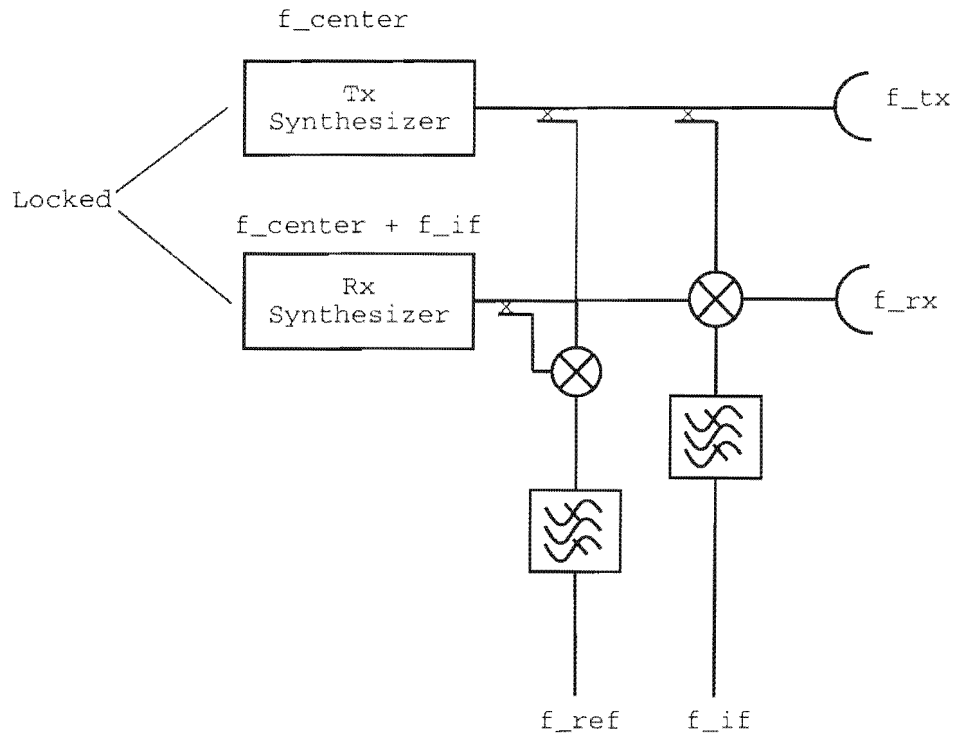 f_center
Tx
Synthesizer
f_tx
Locked
f_center + f_if
Rx
Synthesizer
f_rx
f_ref
f_if